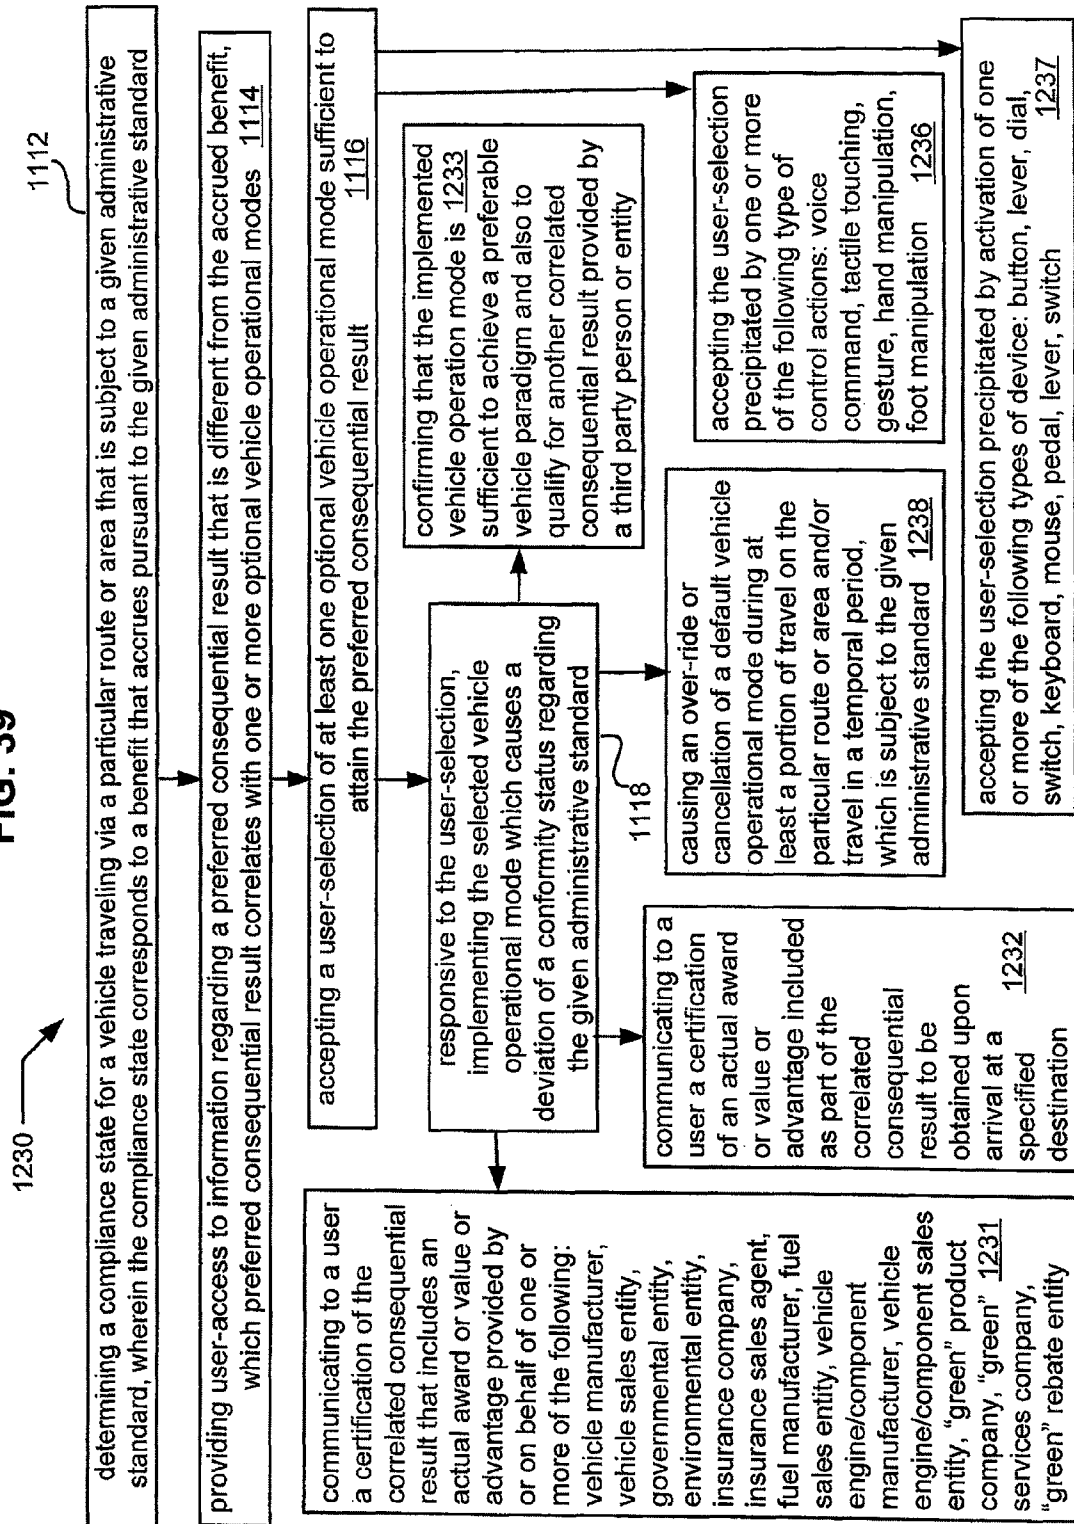 FIG. 39
1230
1112
determining a compliance state for a vehicle traveling via a particular route or area that is subject to a given administrative
standard, wherein the compliance state corresponds to a benefit that accrues pursuant to the given administrative standard
providing user-access to information regarding a preferred consequential result that is different from the accrued benefit,
which preferred consequential result correlates with one or more optional vehicle operational modes 1114
accepting a user-selection of at least one optional vehicle operational mode sufficient to
attain the preferred consequential result 1116
responsive to the user-selection,
implementing the selected vehicle
operational mode which causes a
deviation of a conformity status regarding
the given administrative standard
1118
communicating to a user
a certification of the
correlated consequential
result that includes an
actual award or value or
advantage provided by
or on behalf of one or
more of the following:
vehicle manufacturer,
vehicle sales entity,
governmental entity,
environmental entity,
insurance company,
insurance sales agent,
fuel manufacturer, fuel
sales entity, vehicle
engine/component
manufacturer, vehicle
engine/component sales
entity, “green” product
company, “green” 1231
services company,
“green” rebate entity
communicating to a
user a certification
of an actual award
or value or
advantage included
as part of the
correlated
consequential
result to be
obtained upon
arrival at a 1232
specified
destination
confirming that the implemented
vehicle operation mode is 1233
sufficient to achieve a preferable
vehicle paradigm and also to
qualify for another correlated
consequential result provided by
a third party person or entity
causing an over-ride or
cancellation of a default vehicle
operational mode during at
least a portion of travel on the
particular route or area and/or
travel in a temporal period,
which is subject to the given
administrative standard 1238
accepting the user-selection
precipitated by one or more
of the following type of
control actions: voice
command, tactile touching,
gesture, hand manipulation,
foot manipulation 1236
accepting the user-selection precipitated by activation of one
or more of the following types of device: button, lever, dial,
switch, keyboard, mouse, pedal, lever, switch 1237